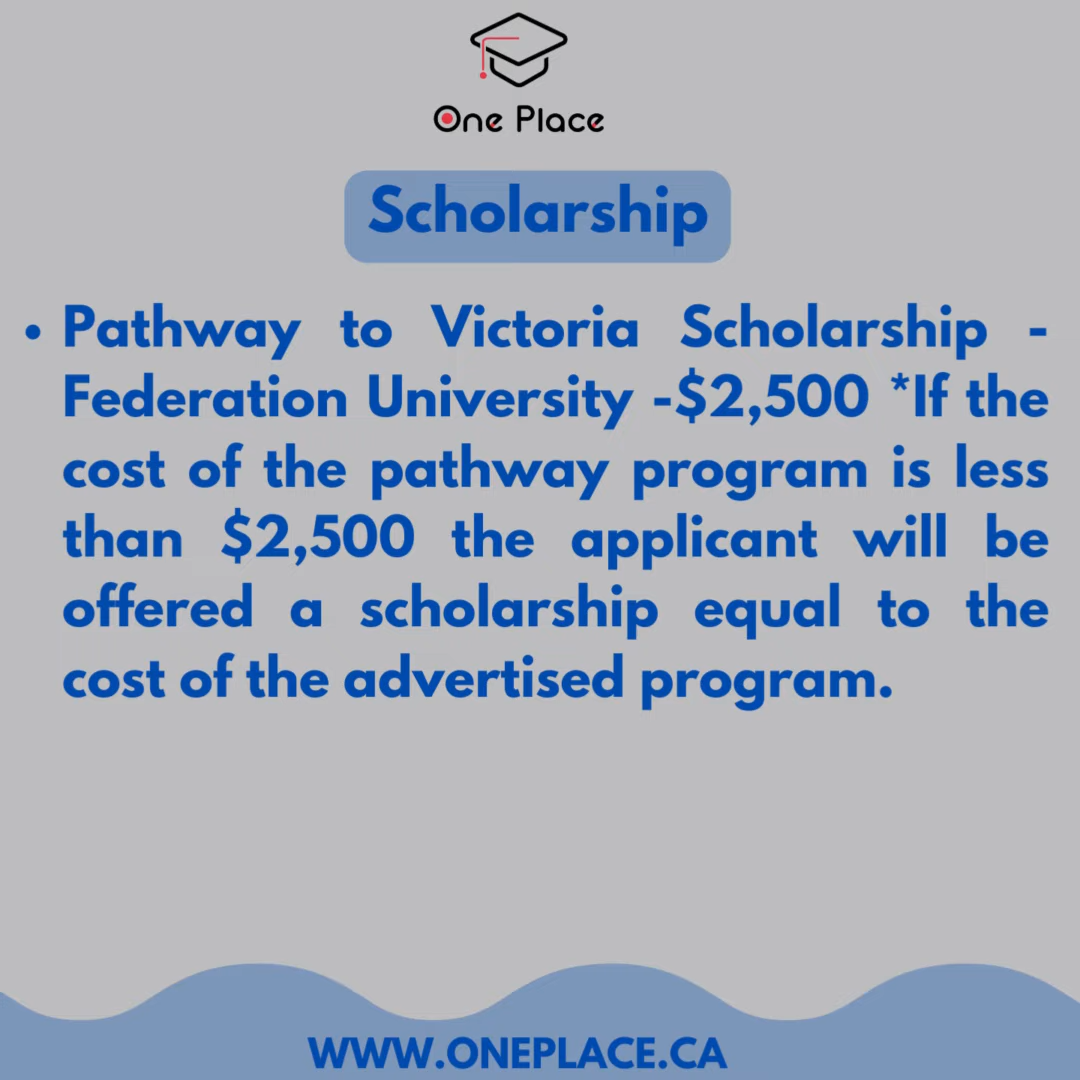 One Place
Scholarship
• Pathway to Victoria Scholarship -
Federation University -$2,500 *If the
cost of the pathway program is less
than $2,500 the applicant will be
offered a scholarship equal to the
cost of the advertised program.
WWW.ONEPLACE.CA